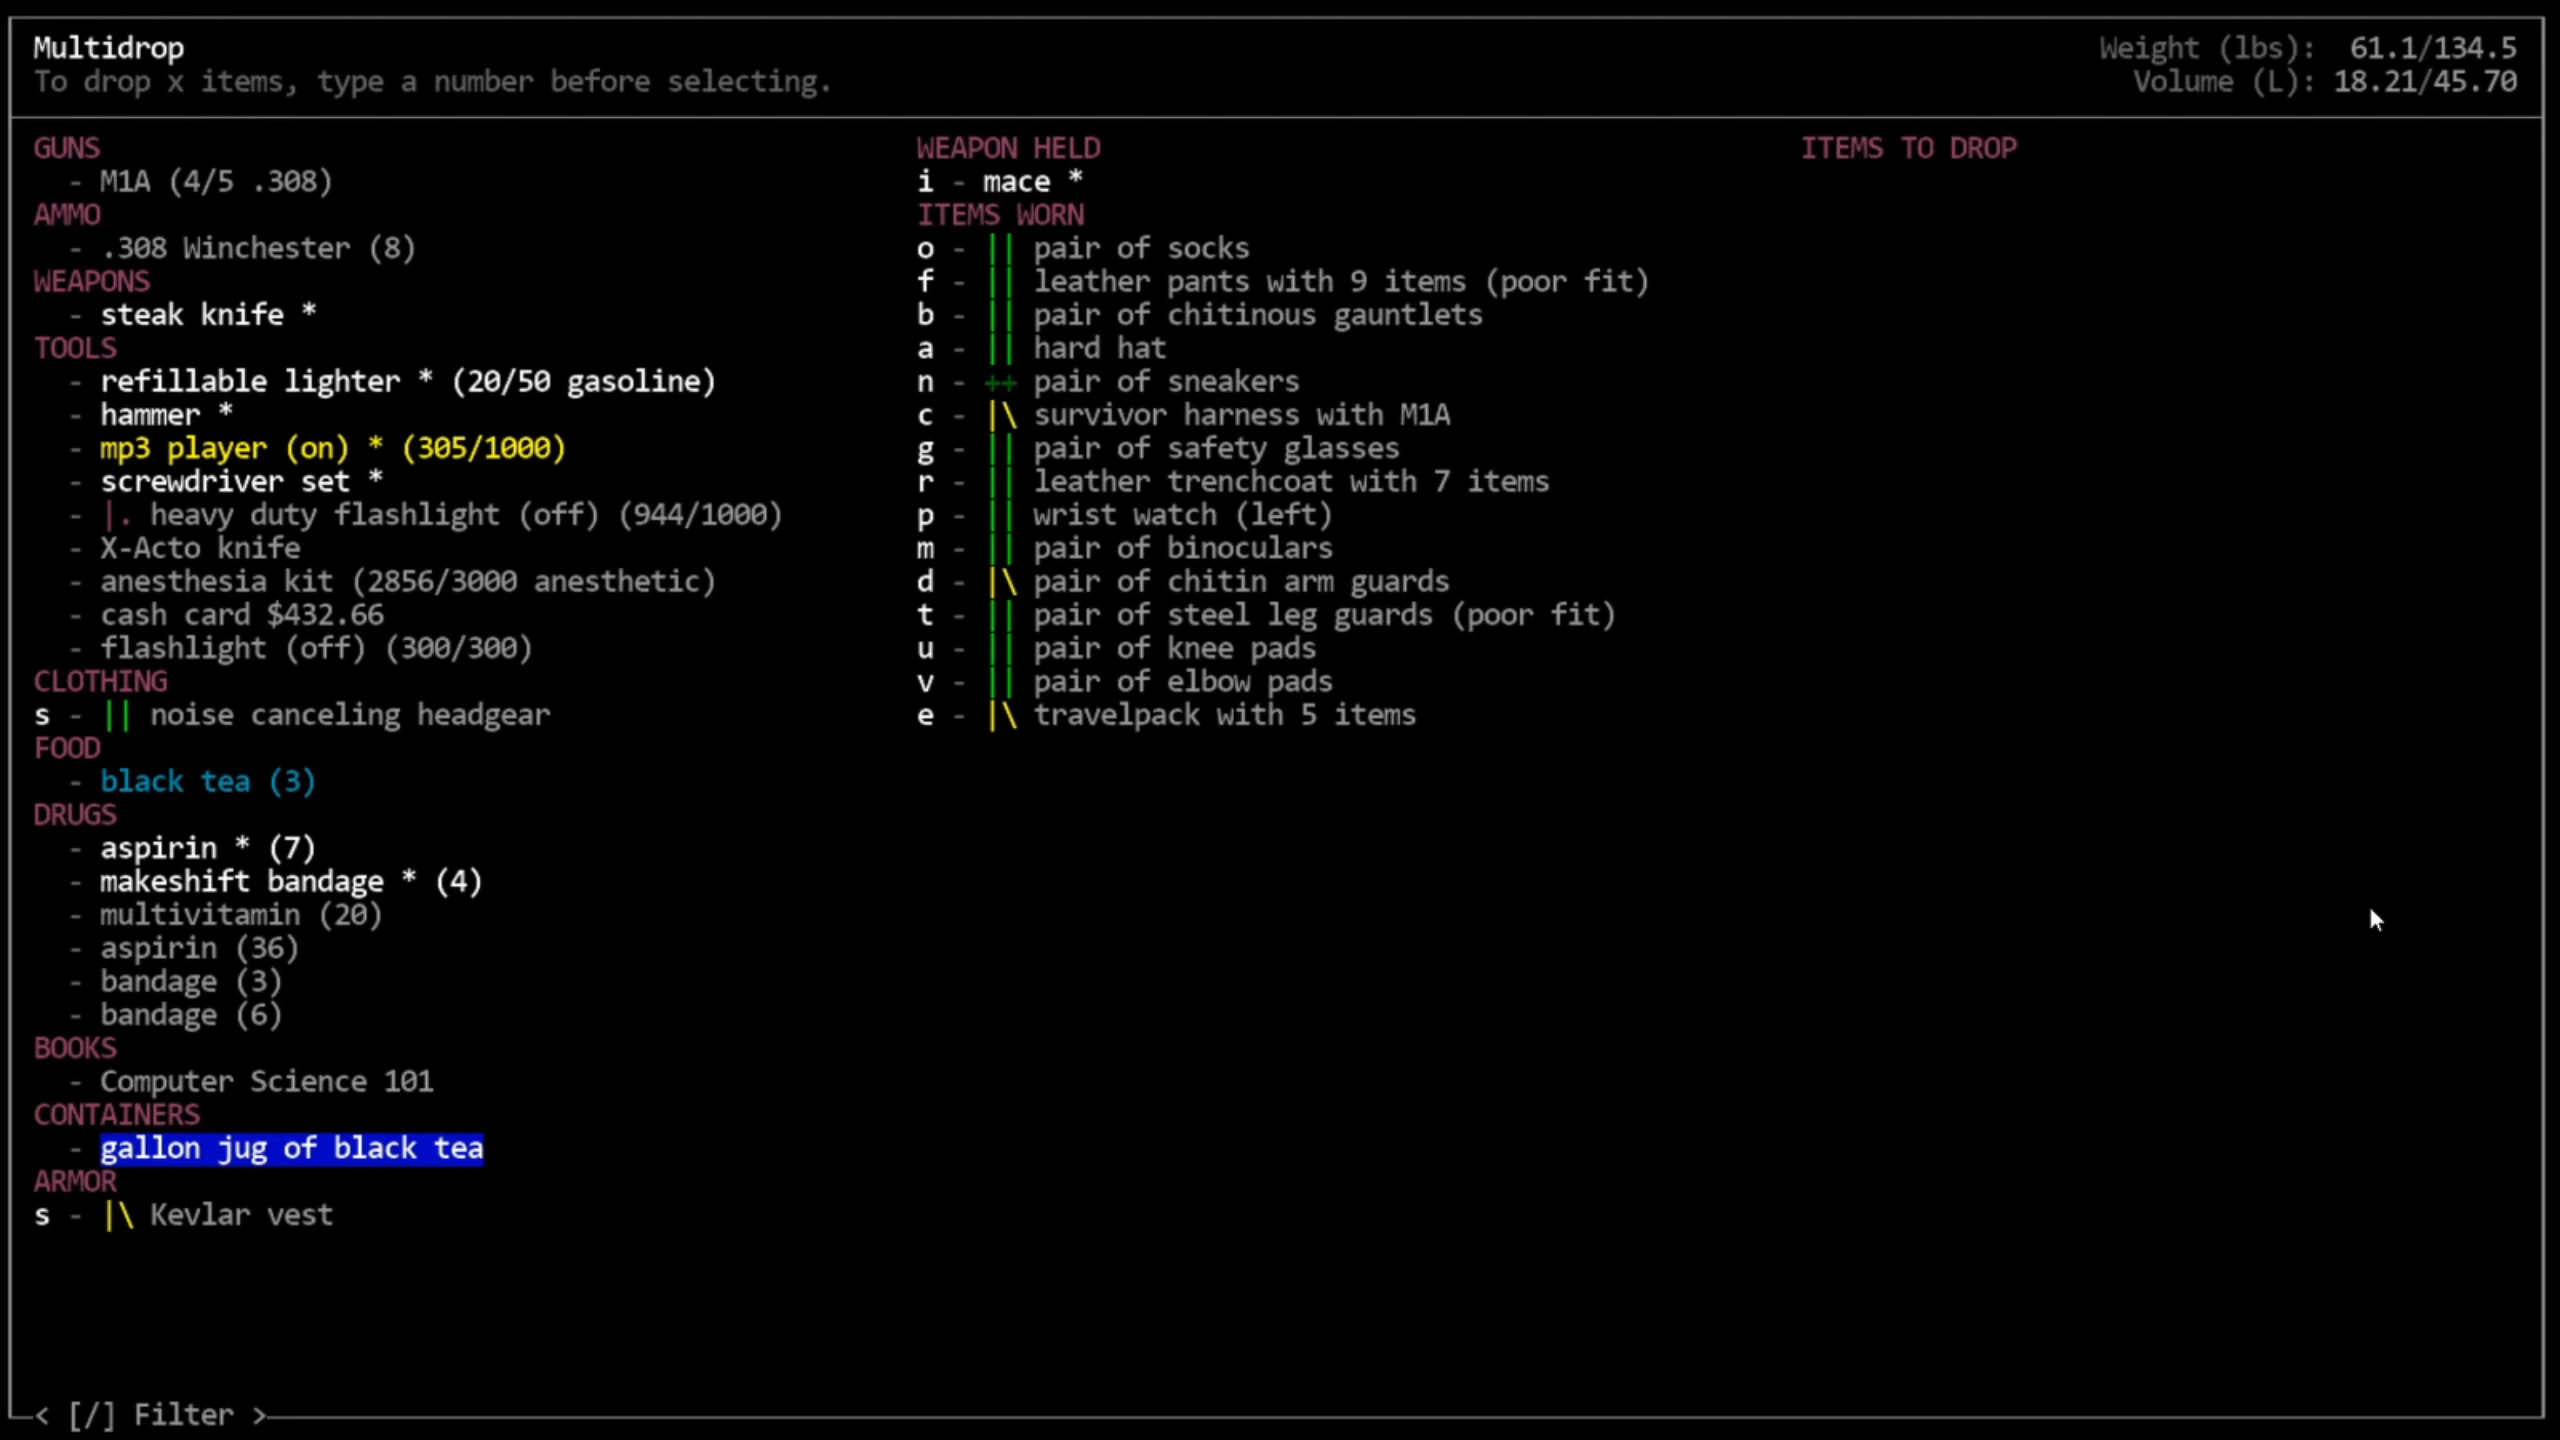 Multidrop
To drop x items, type a number before selecting.
Weight (lbs): 61.1/134.5
Volume (L): 18.21/45.70
GUNS
- M1A (4/5 .308)
AMMO
- .308 Winchester (8)
WEAPONS
- steak knife *
TOOLS
- refillable lighter * (20/50 gasoline)
- hammer *
- mp3 player (on) * (305/1000)
- screwdriver set *
- |. heavy duty flashlight (off) (944/1000)
- X-Acto knife
- anesthesia kit (2856/3000 anesthetic)
- cash card $432.66
- flashlight (off) (300/300)
CLOTHING
s - || noise canceling headgear
FOOD
- black tea (3)
DRUGS
- aspirin * (7)
- makeshift bandage * (4)
- multivitamin (20)
- aspirin (36)
- bandage (3)
- bandage (6)
BOOKS
- Computer Science 101
CONTAINERS
- gallon jug of black tea
ARMOR
s - |\ Kevlar vest
WEAPON HELD
i - mace *
ITEMS WORN
o - || pair of socks
f - || leather pants with 9 items (poor fit)
b - || pair of chitinous gauntlets
a - || hard hat
n - ++ pair of sneakers
c - |\ survivor harness with M1A
g - || pair of safety glasses
r - || leather trenchcoat with 7 items
p - || wrist watch (left)
m - || pair of binoculars
d - |\ pair of chitin arm guards
t - || pair of steel leg guards (poor fit)
u - || pair of knee pads
v - || pair of elbow pads
e - |\ travelpack with 5 items
ITEMS TO DROP
< [/] Filter >